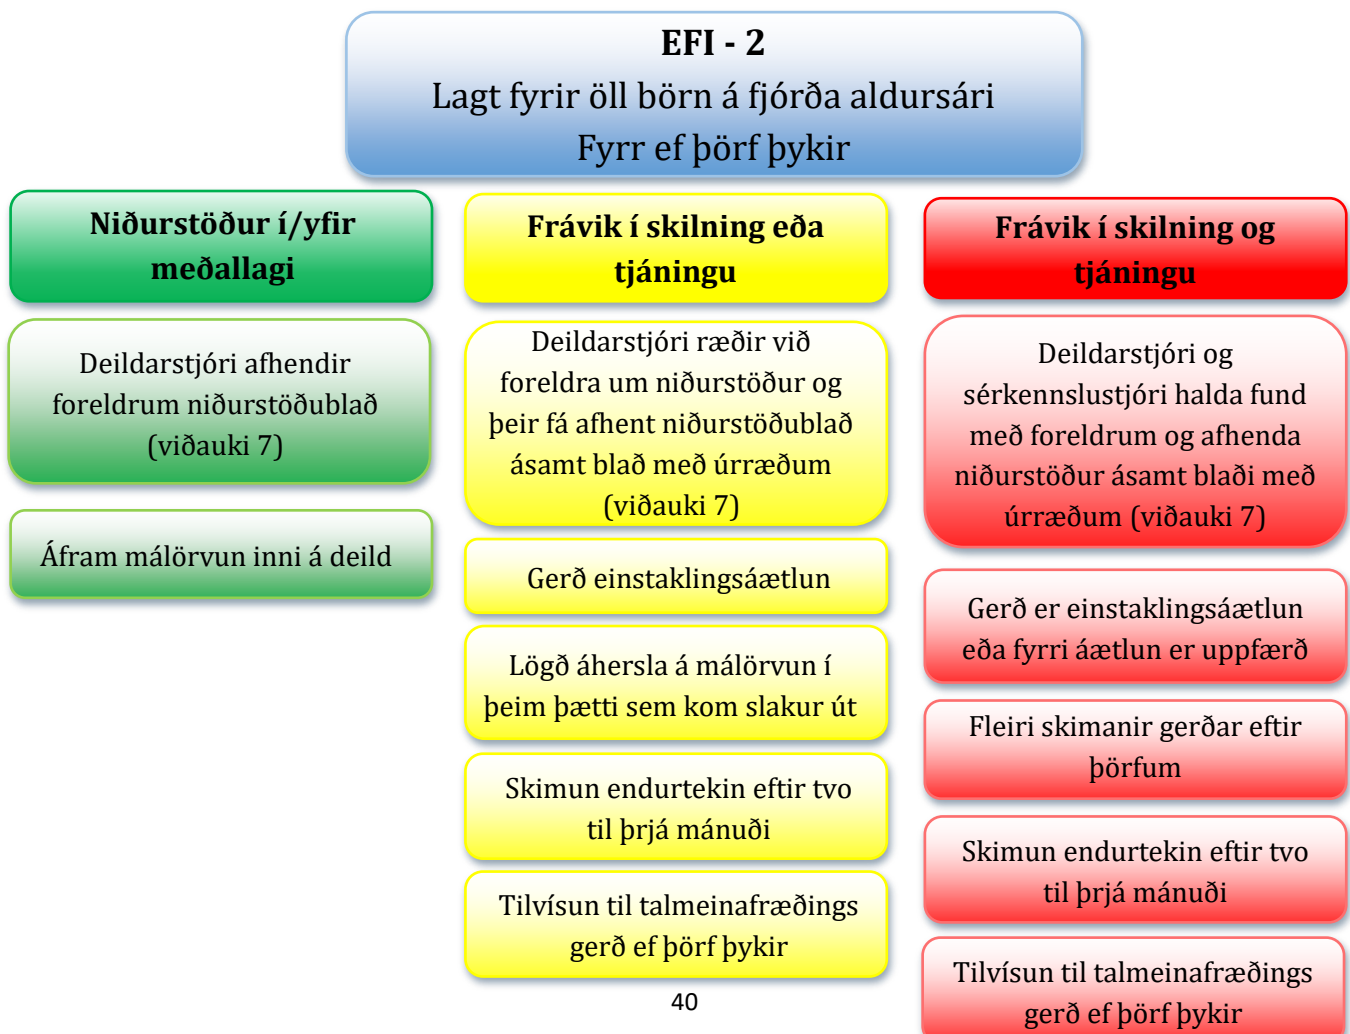 EFI - 2
Lagt fyrir öll börn á fjórða aldursári
Fyrr ef þörf þykir
Niðurstöður í/yfir
meðallagi
Deildarstjóri afhendir
foreldrum niðurstöðublað
(viðauki 7)
Áfram málörvun inni á deild
Frávik í skilning eða
tjáningu
Deildarstjóri ræðir við
foreldra um niðurstöður og
þeir fá afhent niðurstöðublað
ásamt blað með úrræðum
(viðauki 7)
Gerð einstaklingsáætlun
Lögð áhersla á málörvun í
þeim þætti sem kom slakur út
Skimun endurtekin eftir tvo
til þrjá mánuði
Tilvísun til talmeinafræðings
gerð ef þörf þykir
Frávik í skilning og
tjáningu
Deildarstjóri og
sérkennslustjóri halda fund
með foreldrum og afhenda
niðurstöður ásamt blaði með
úrræðum (viðauki 7)
Gerð er einstaklingsáætlun
eða fyrri áætlun er uppfærð
Fleiri skimanir gerðar eftir
þörfum
Skimun endurtekin eftir tvo
til þrjá mánuði
Tilvísun til talmeinafræðings
gerð ef þörf þykir
40